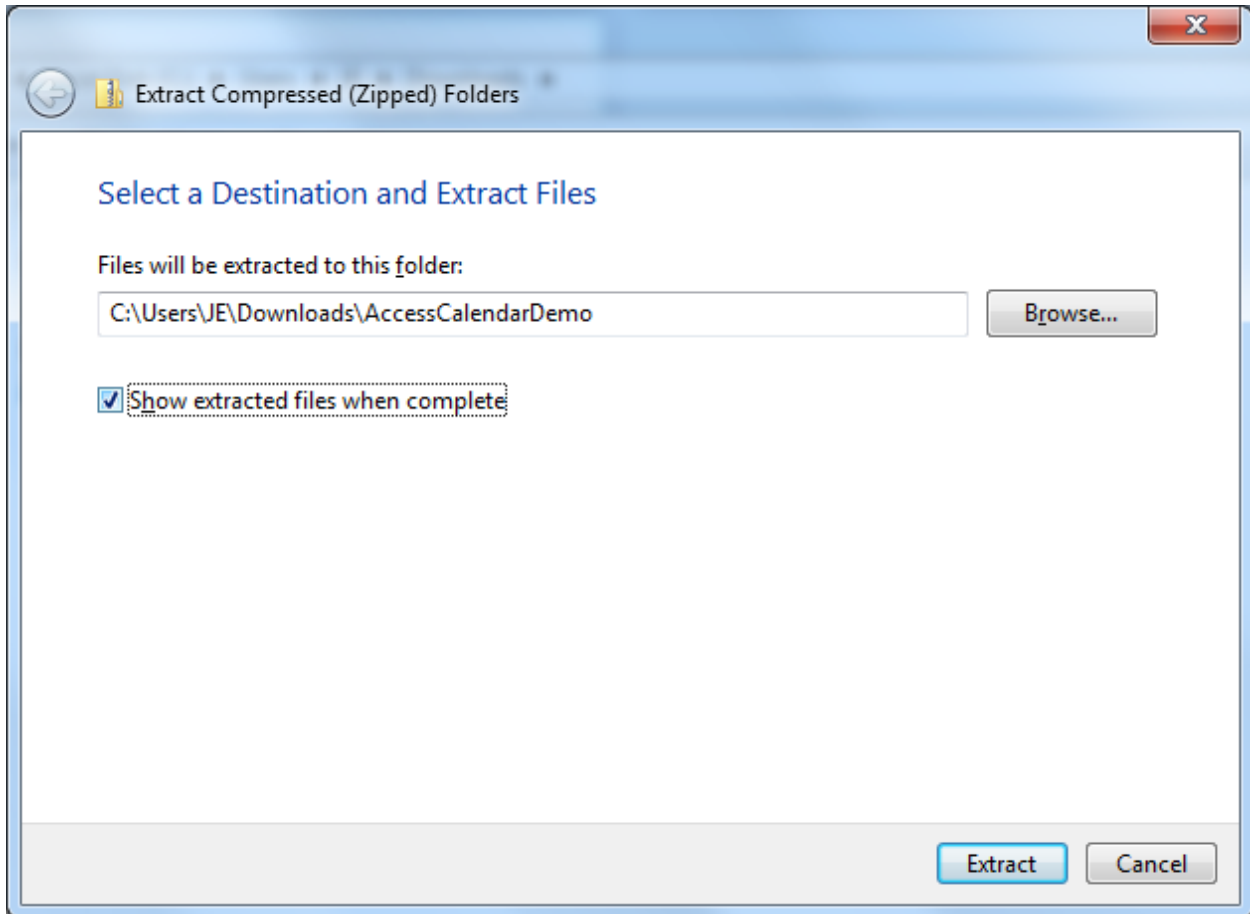 Extract Compressed (Zipped) Folders
Select a Destination and Extract Files
Files will be extracted to this folder:
C:\Users\JE\Downloads\AccessCalendarDemo
Browse...
Show extracted files when complete
Extract
Cancel